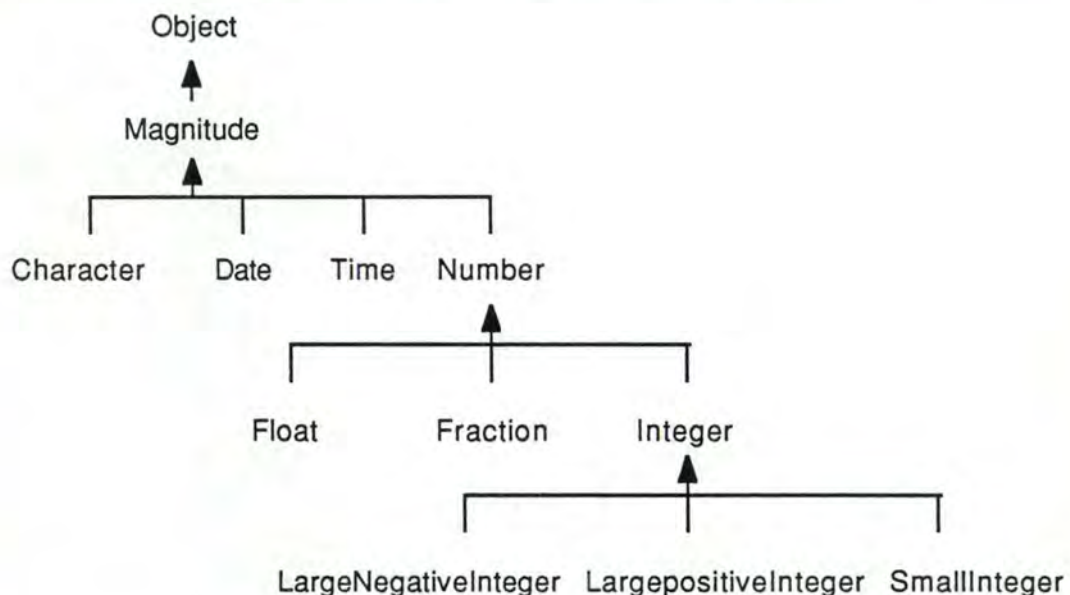 Object
Magnitude
Character Date Time Number
Float Fraction Integer
LargeNegativeInteger LargepositiveInteger SmallInteger